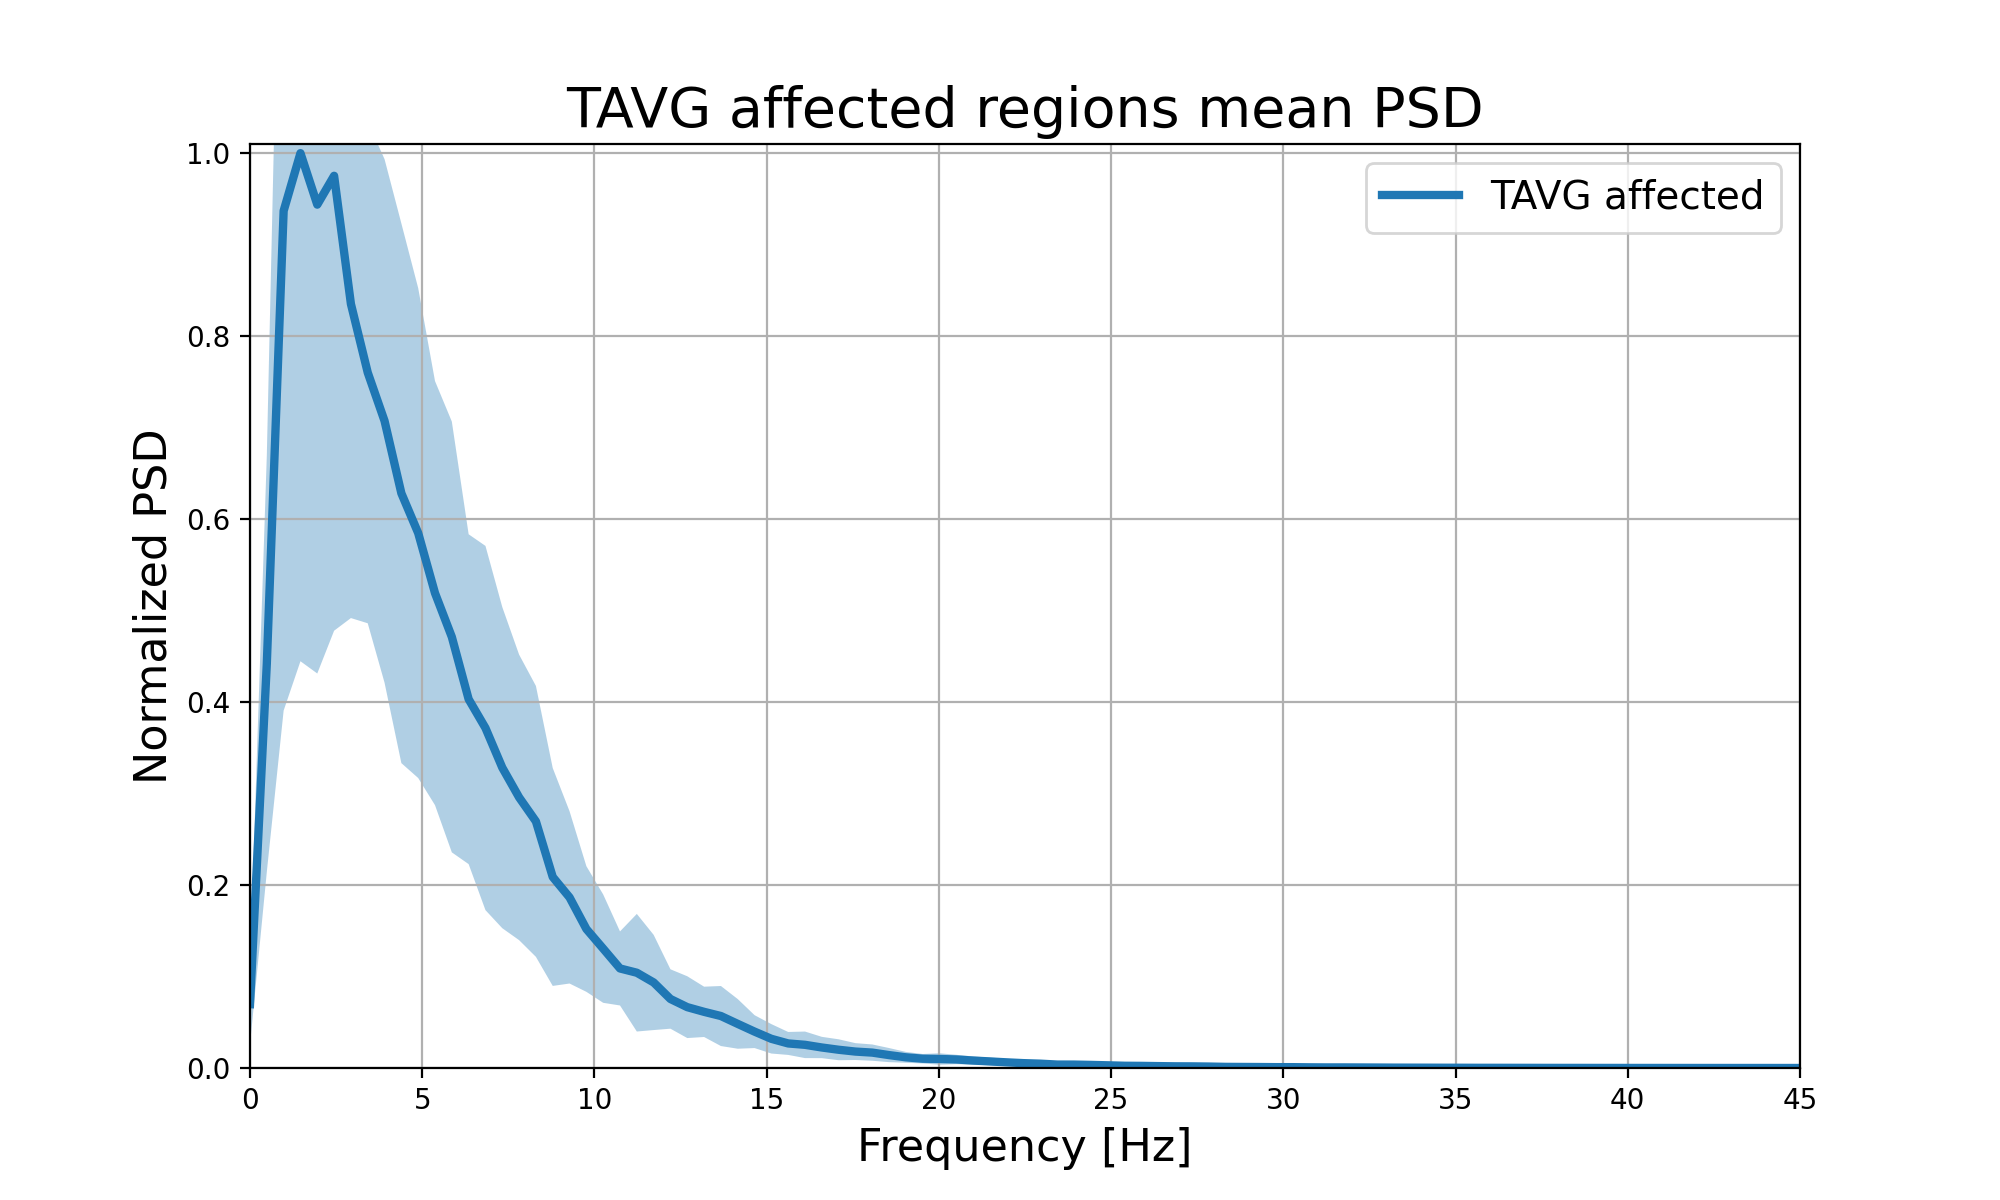 TAVG affected regions mean PSD
TAVG affected
Normalized PSD
1.0
0.8
0.6
0.4
0.2
0.0
0 5 10 15 20 25 30 35 40 45
Frequency [Hz]